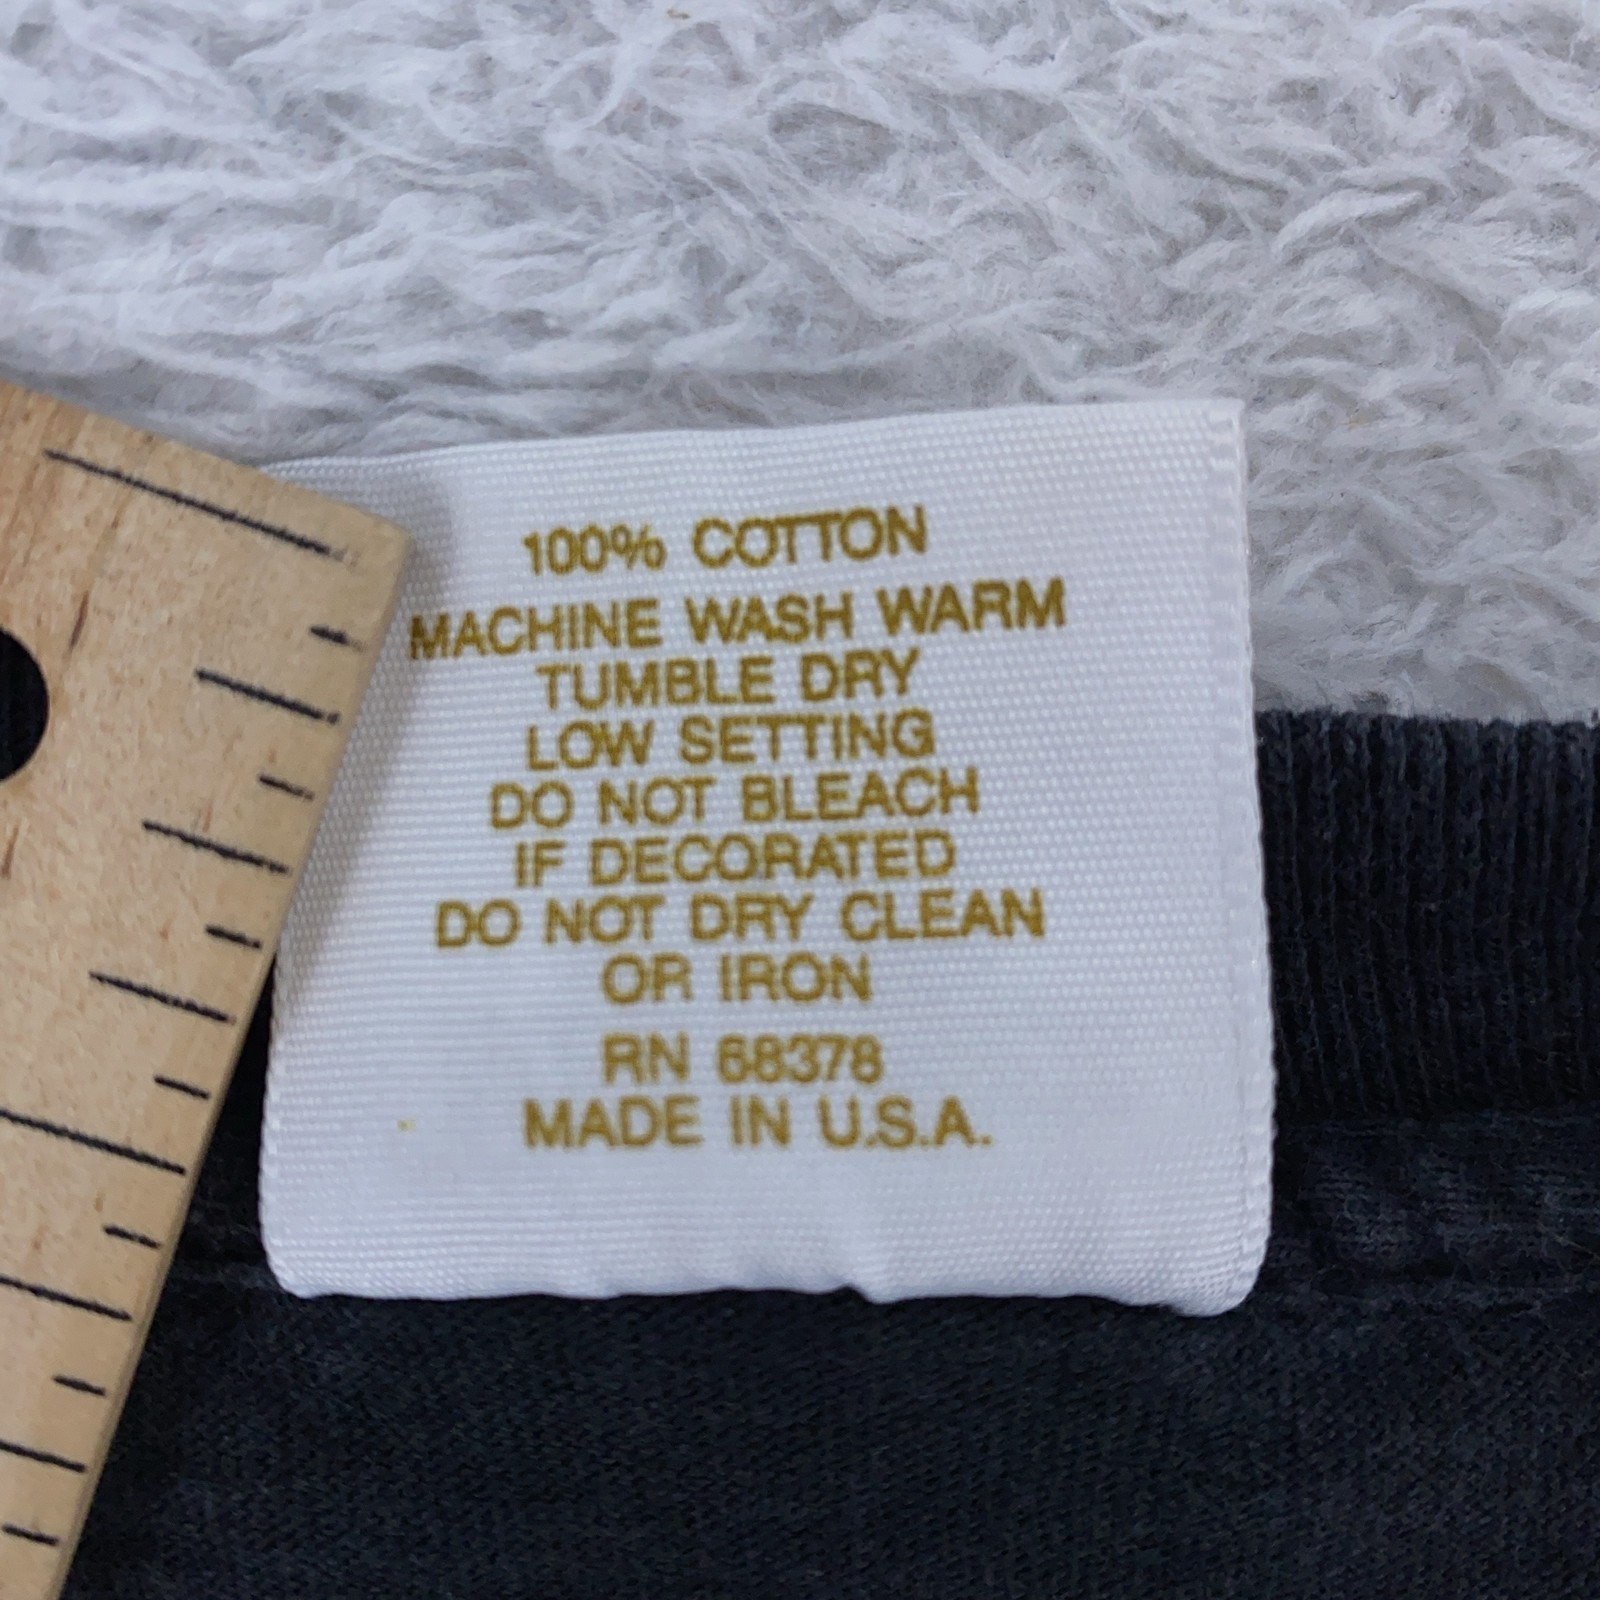 100% COTTON
MACHINE WASH WARM
TUMBLE DRY
LOW SETTING
DO NOT BLEACH
IF DECORATED
DO NOT DRY CLEAN
OR IRON
RN 68378
MADE IN U.S.A.